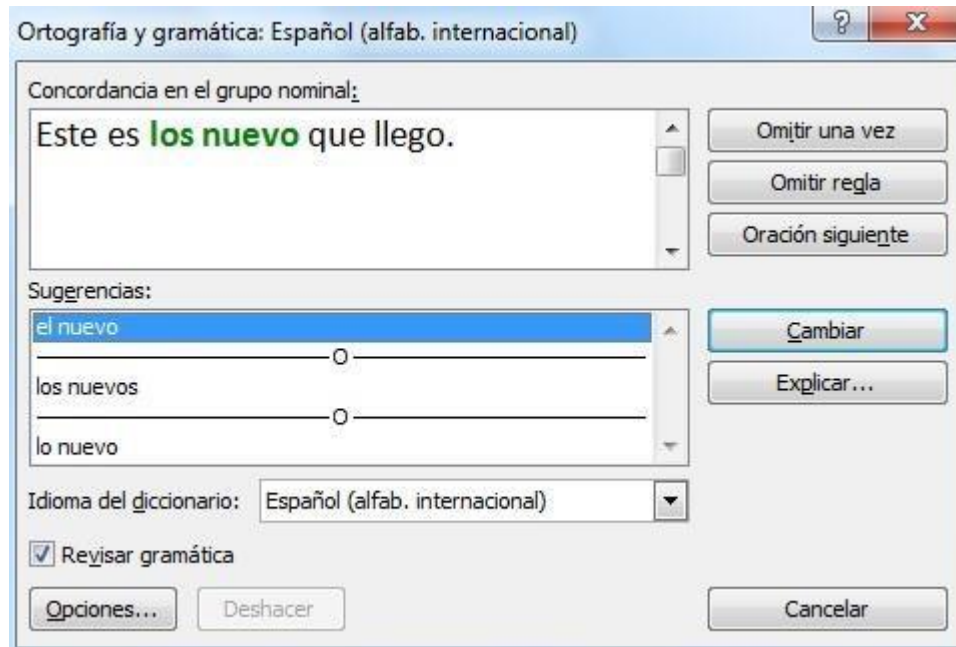 Ortografía y gramática: Español (alfab. internacional)
Concordancia en el grupo nominal:
Este es los nuevo que llego.
Omitir una vez
Omitir regla
Oración siguiente
Sugerencias:
el nuevo
O
los nuevos
O
lo nuevo
Cambiar
Explicar...
Idioma del diccionario: Español (alfab. internacional)
Revisar gramática
Opciones... Deshacer Cancelar